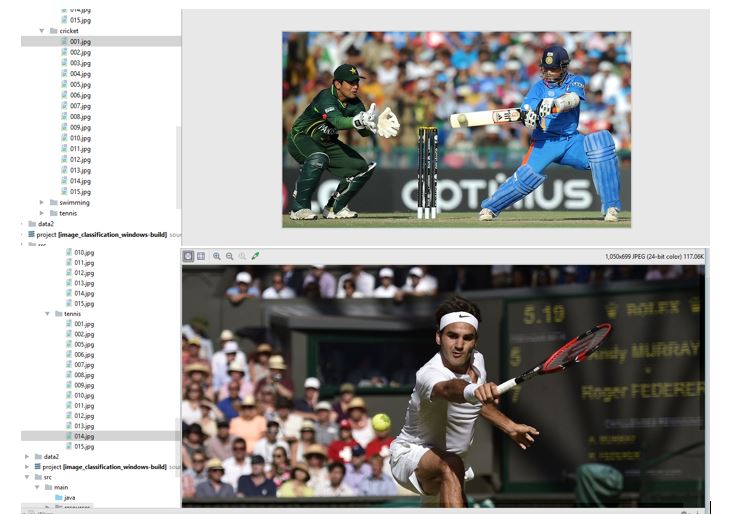 014.jpg
015.jpg
cricket
001.jpg
002.jpg
003.jpg
004.jpg
005.jpg
006.jpg
007.jpg
008.jpg
009.jpg
010.jpg
011.jpg
012.jpg
013.jpg
014.jpg
015.jpg
swimming
tennis
data2
project [image_classification_windows-build] sou
src
OPTIMUS
010.jpg
011.jpg
012.jpg
013.jpg
014.jpg
015.jpg
tennis
001.jpg
002.jpg
005.jpg
006.jpg
007.jpg
008.jpg
009.jpg
010.jpg
011.jpg
012.jpg
013.jpg
014.jpg
015.jpg
data2
project [image_classification_windows-build] sou
src
main
java
resources
1,050x699 JPEG (24-bit color) 117.06K
5.19
ROLEX
5
Andy MURRAY
7
Roger FEDERER
CHALLENGES REMAINING